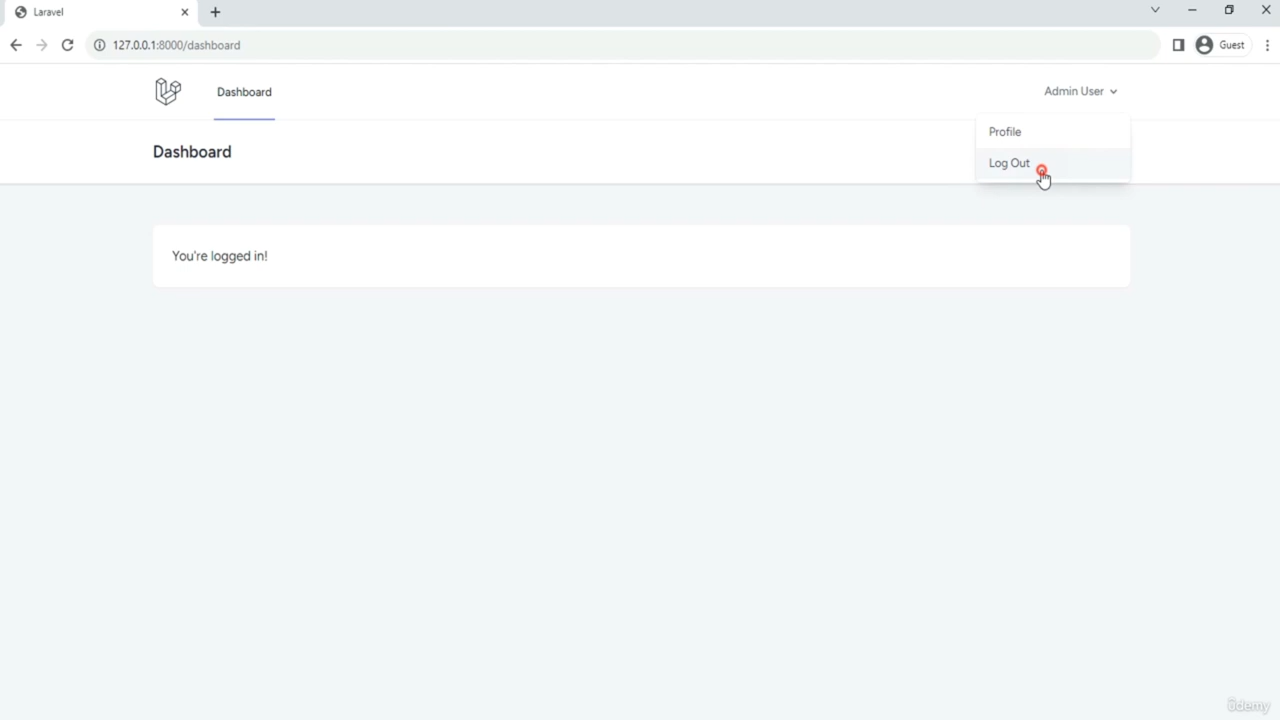 Laravel
127.0.0.1:8000/dashboard
Guest
Dashboard
Admin User
Profile
Dashboard
Log Out
You're logged in!
ûdemy